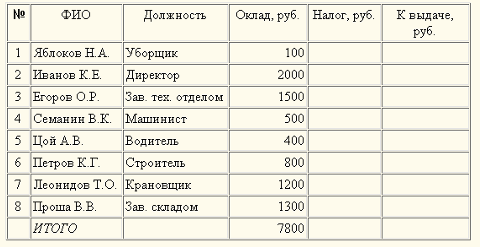 № ФИО Должность Оклад, руб. Налог, руб. К выдаче,
руб.
1 Яблоков Н.А. Уборщик 100
2 Иванов К.Е. Директор 2000
3 Егоров О.Р. Зав. тех. отделом 1500
4 Семанин В.К. Машинист 500
5 Цой А.В. Водитель 400
6 Петров К.Г. Строитель 800
7 Леонидов Т.О. Крановщик 1200
8 Проша В.В. Зав. складом 1300
ИТОГО 7800